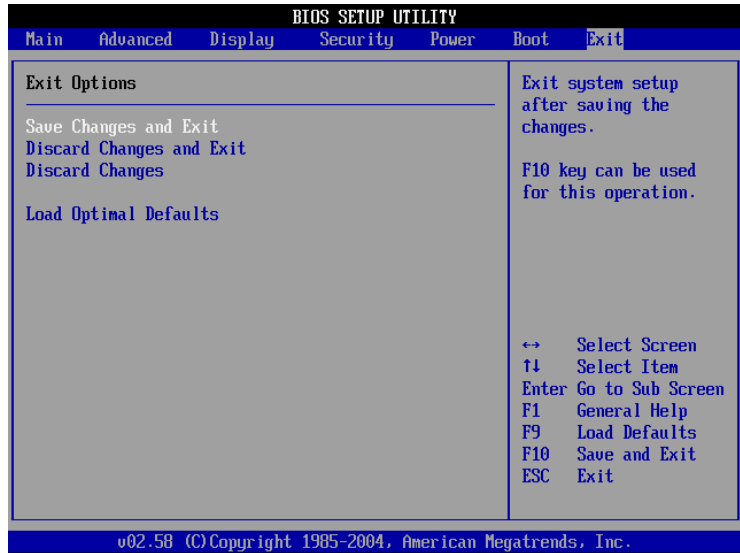 BIOS SETUP UTILITY
Main Advanced Display Security Power Boot Exit
Exit Options
Save Changes and Exit
Discard Changes and Exit
Discard Changes
Load Optimal Defaults
Exit system setup
after saving the
changes.
F10 key can be used
for this operation.
↔ Select Screen
↑↓ Select Item
Enter Go to Sub Screen
F1 General Help
F9 Load Defaults
F10 Save and Exit
ESC Exit
v02.58 (C)Copyright 1985-2004, American Megatrends, Inc.